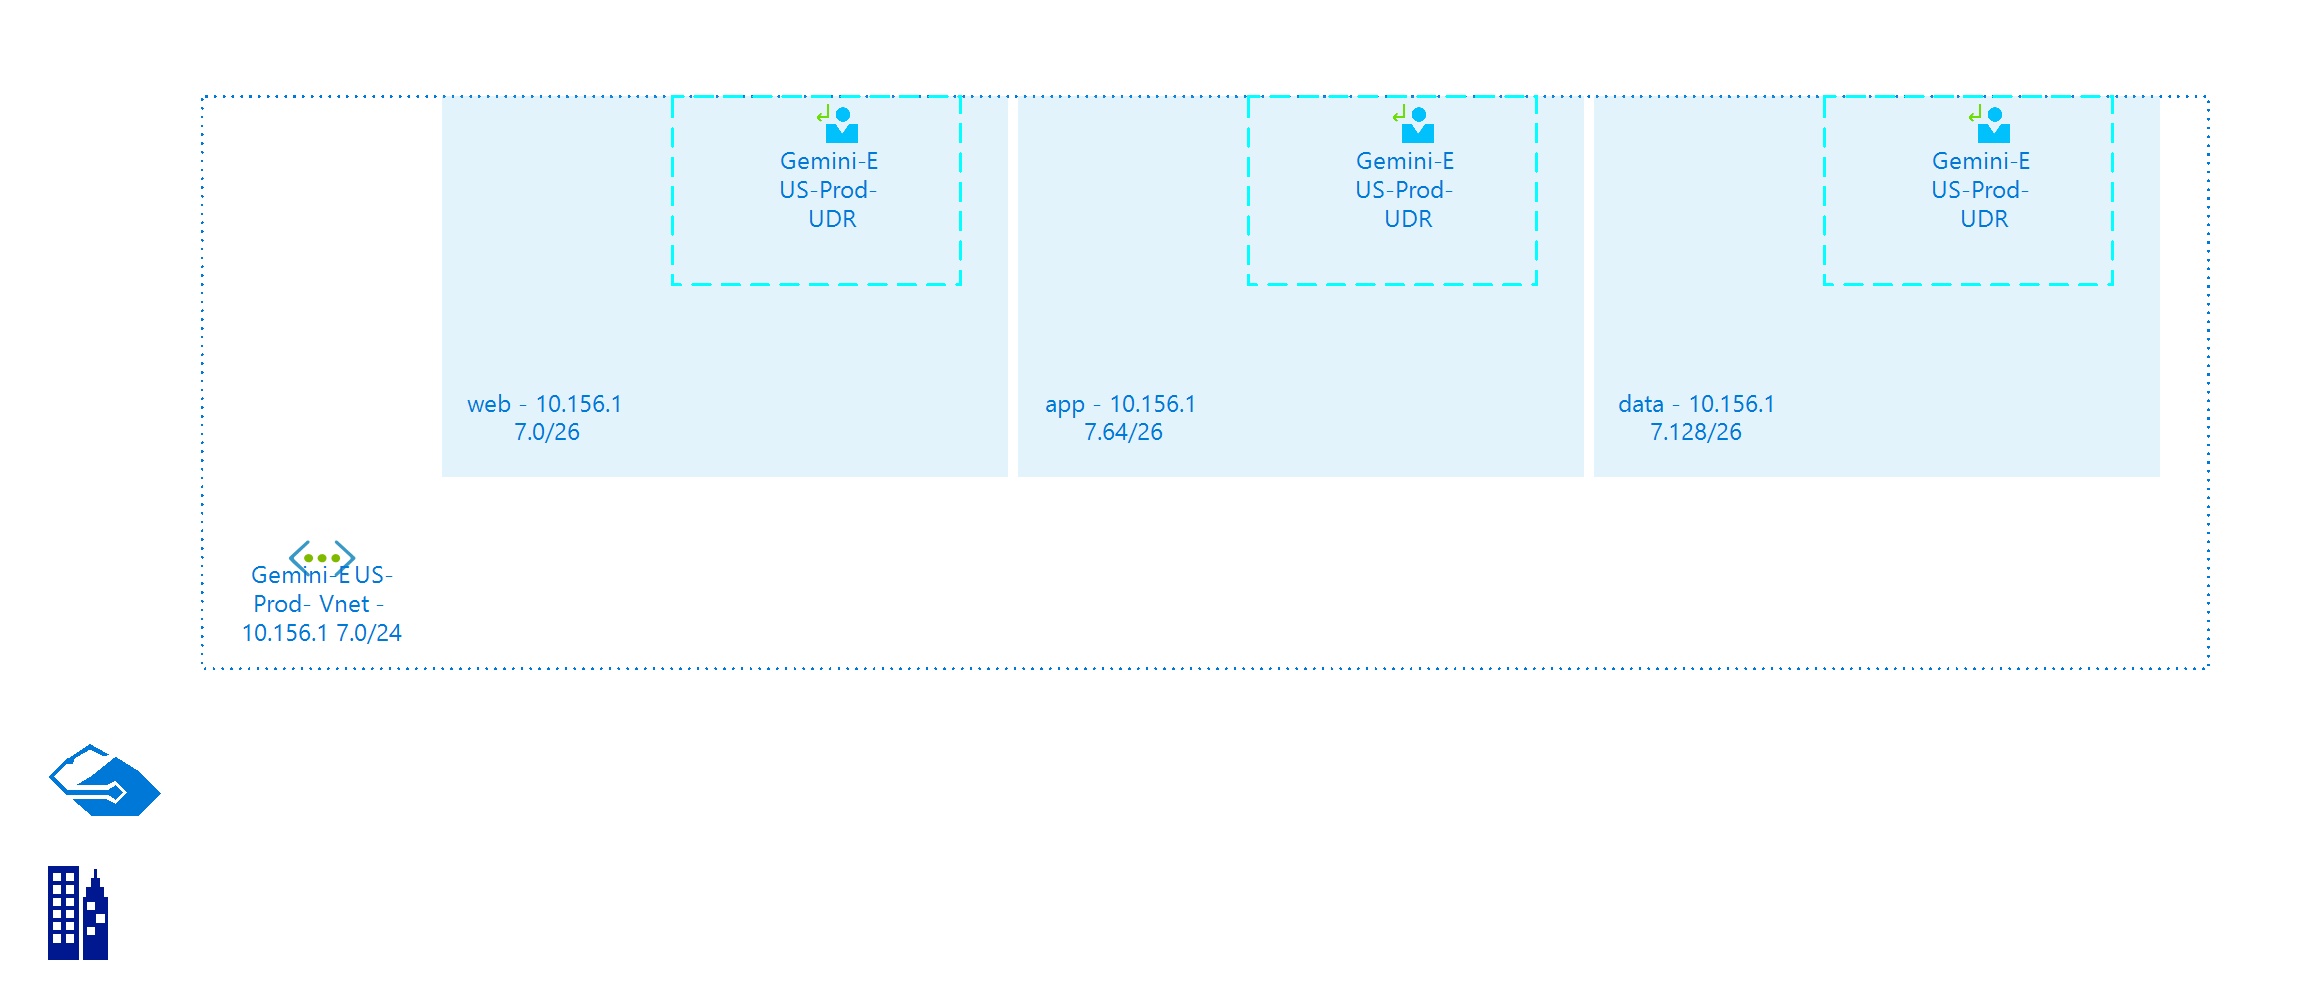 Gemini-E
US-Prod-
UDR
Gemini-E
US-Prod-
UDR
Gemini-E
US-Prod-
UDR
web - 10.156.1
7.0/26
app - 10.156.1
7.64/26
data - 10.156.1
7.128/26
Gemini-E US-
Prod- Vnet -
10.156.1 7.0/24